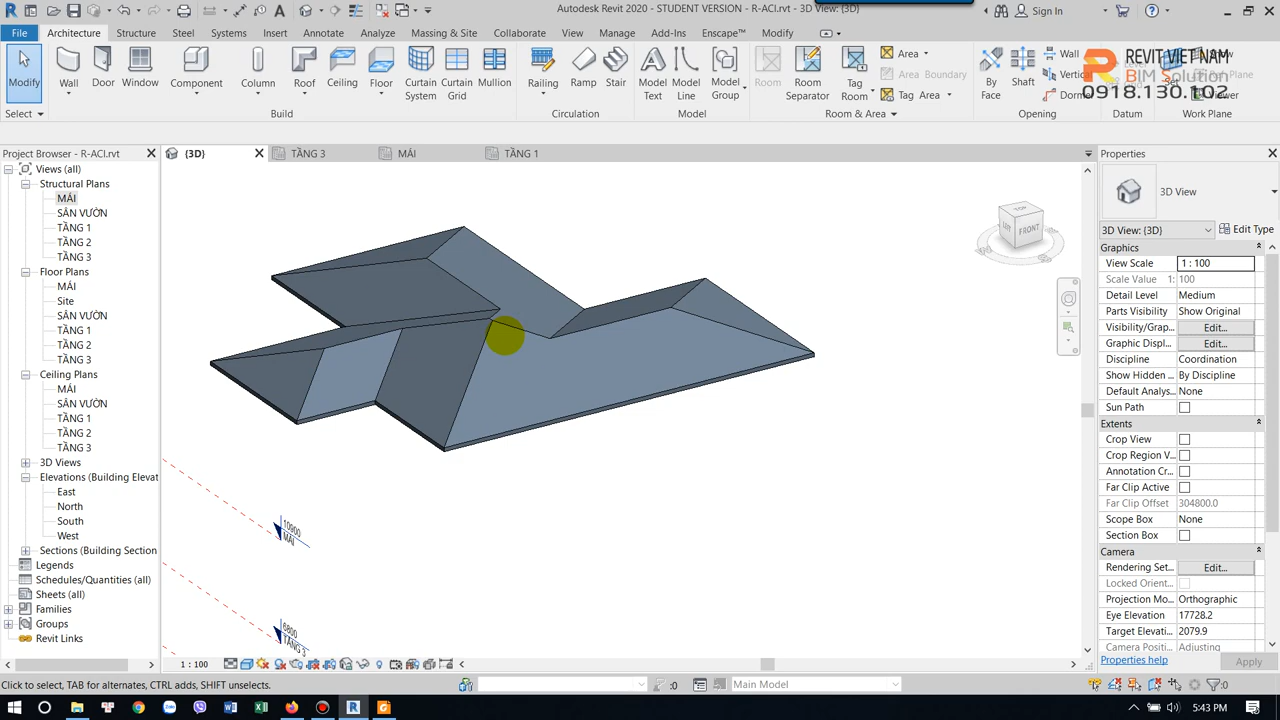 Autodesk Revit 2020 - STUDENT VERSION - R-ACI.rvt - 3D View: {3D}
Sign In
File Architecture Structure Steel Systems Insert Annotate Analyze Massing & Site Collaborate View Manage Add-Ins Enscape™ Modify
Modify
Wall
Door
Window
Component
Column
Roof
Ceiling
Floor
Curtain System
Curtain Grid
Mullion
Railing
Ramp
Stair
Model Text
Model Line
Model Group
Room
Room Separator
Tag Room
Area
Area Boundary
Tag Area
By Face
Shaft
Wall
Vertical
Dormer
Viewer
REVIT VIET NAM
BIM Solution
0918.130.102
Select
Build
Circulation
Model
Room & Area
Opening
Datum
Work Plane
Project Browser - R-ACI.rvt
{3D}
TẦNG 3
MÁI
TẦNG 1
Views (all)
Structural Plans
MÁI
SÂN VƯỜN
TẦNG 1
TẦNG 2
TẦNG 3
Floor Plans
MÁI
Site
SÂN VƯỜN
TẦNG 1
TẦNG 2
TẦNG 3
Ceiling Plans
MÁI
SÂN VƯỜN
TẦNG 1
TẦNG 2
TẦNG 3
3D Views
Elevations (Building Elevat
East
North
South
West
Sections (Building Section
Legends
Schedules/Quantities (all)
Sheets (all)
Families
Groups
Revit Links
TOP
FRONT
10900
MÁI
6800
TẦNG 3
Properties
3D View
3D View: {3D}
Edit Type
Graphics
View Scale 1 : 100
Scale Value 1: 100
Detail Level Medium
Parts Visibility Show Original
Visibility/Grap... Edit...
Graphic Displ... Edit...
Discipline Coordination
Show Hidden ... By Discipline
Default Analys... None
Sun Path
Extents
Crop View
Crop Region V...
Annotation Cr...
Far Clip Active
Far Clip Offset 304800.0
Scope Box None
Section Box
Camera
Rendering Set... Edit...
Locked Orient...
Projection Mo... Orthographic
Eye Elevation 17728.2
Target Elevati... 2079.9
Camera Position Adjusting
Properties help
Apply
1 : 100
Click to select, TAB for alternates, CTRL adds, SHIFT unselects.
:0
Main Model
:0
5:43 PM